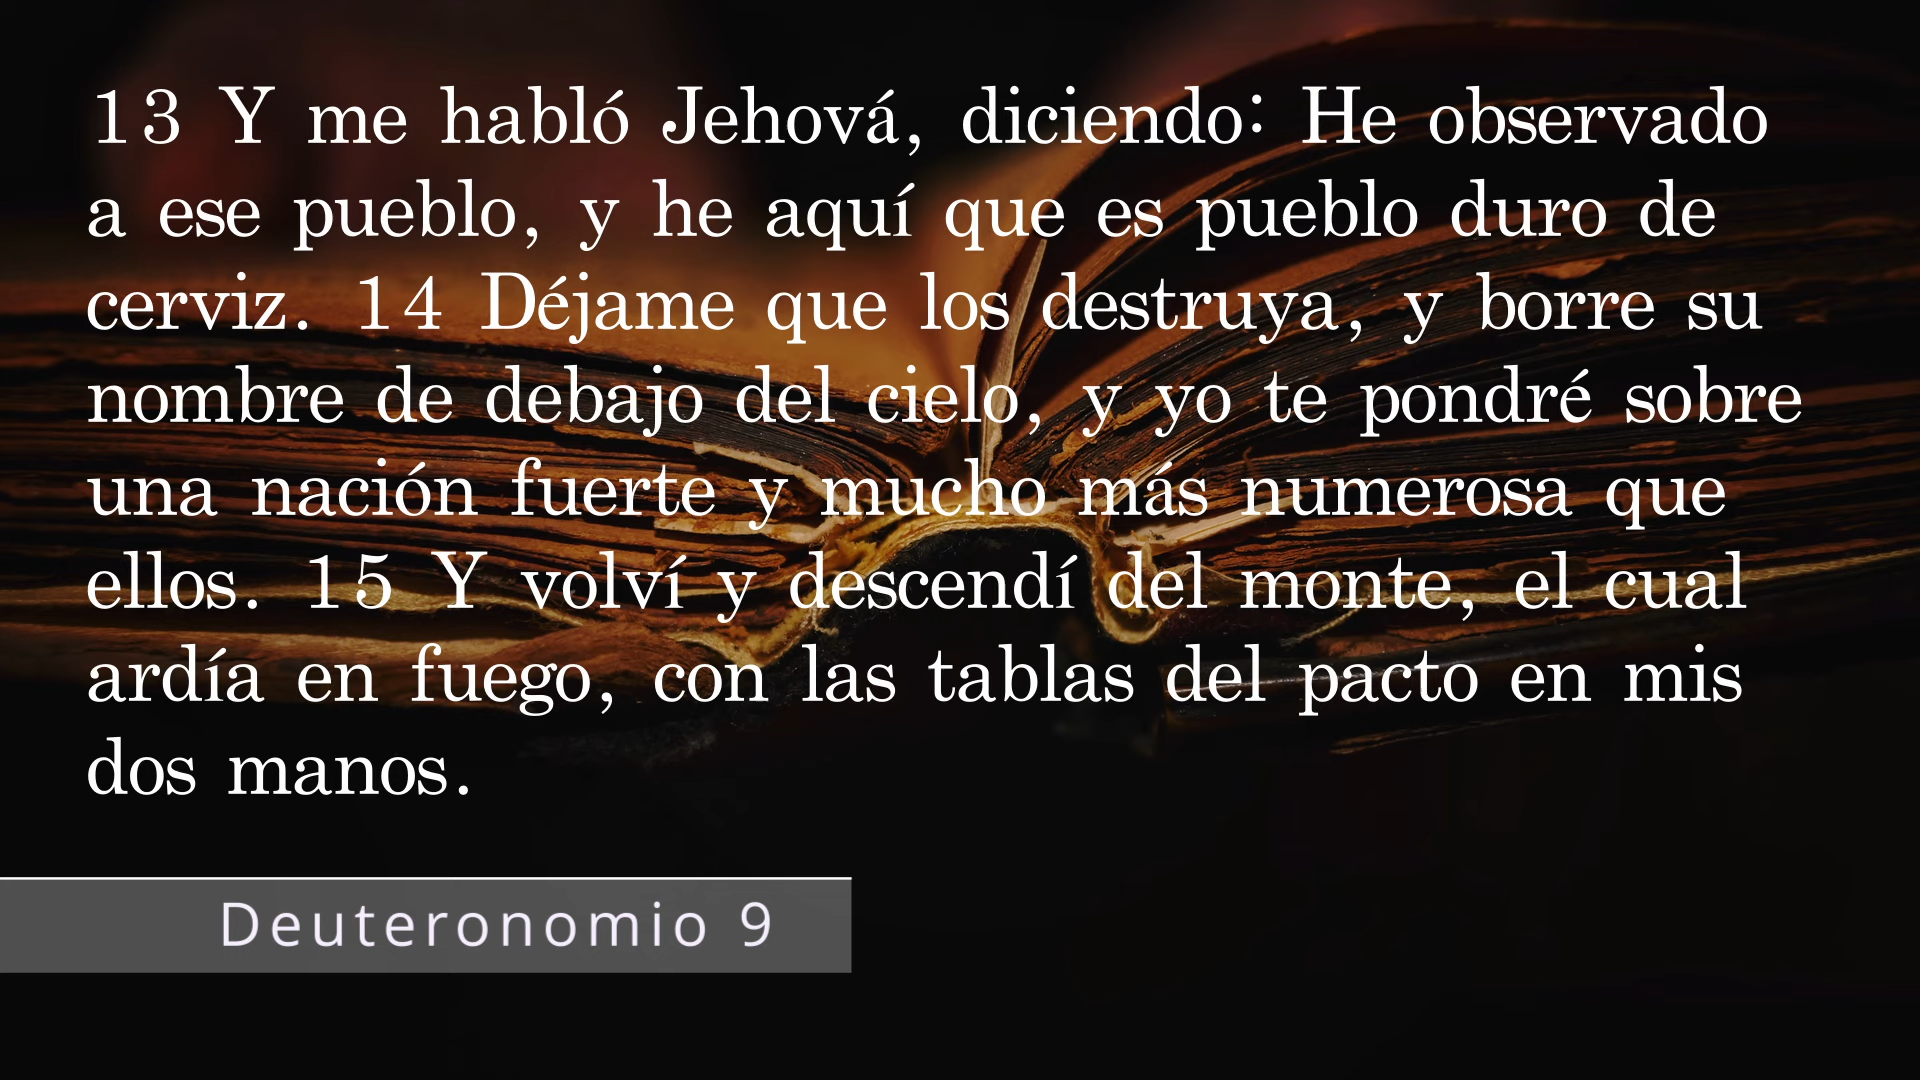 13 Y me habló Jehová, diciendo: He observado
a ese pueblo, y he aquí que es pueblo duro de
cerviz. 14 Déjame que los destruya, y borre su
nombre de debajo del cielo, y yo te pondré sobre
una nación fuerte y mucho más numerosa que
ellos. 15 Y volví y descendí del monte, el cual
ardía en fuego, con las tablas del pacto en mis
dos manos.
Deuteronomio 9